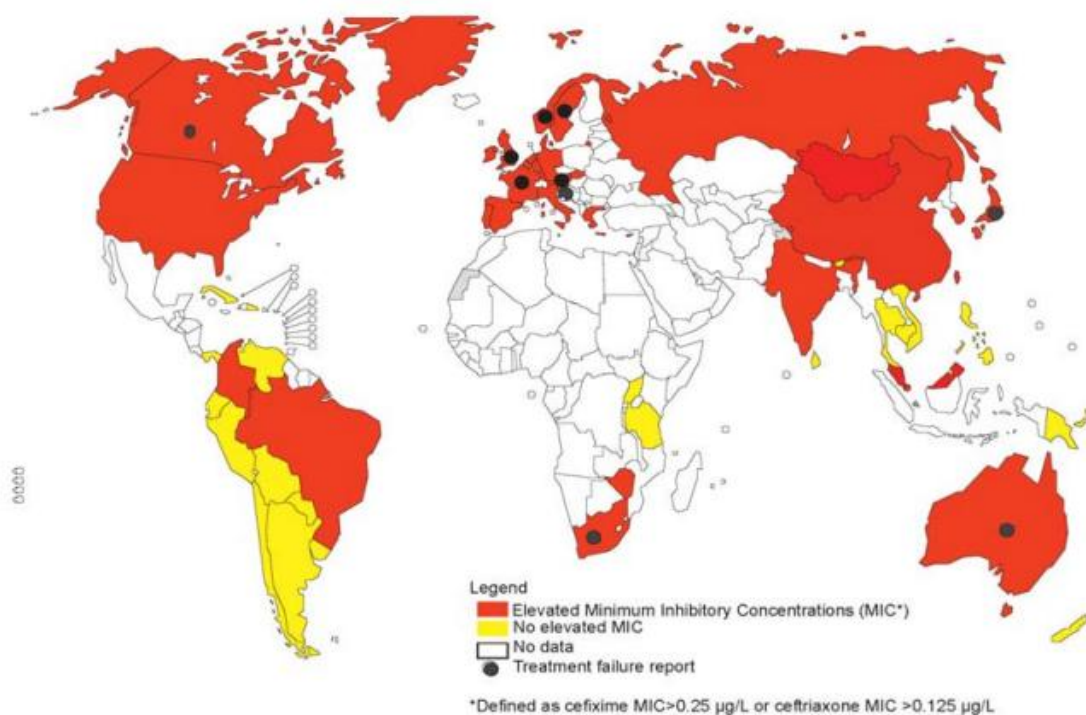 Legend
Elevated Minimum Inhibitory Concentrations (MIC*)
No elevated MIC
No data
Treatment failure report
*Defined as cefixime MIC>0.25 µg/L or ceftriaxone MIC >0.125 µg/L